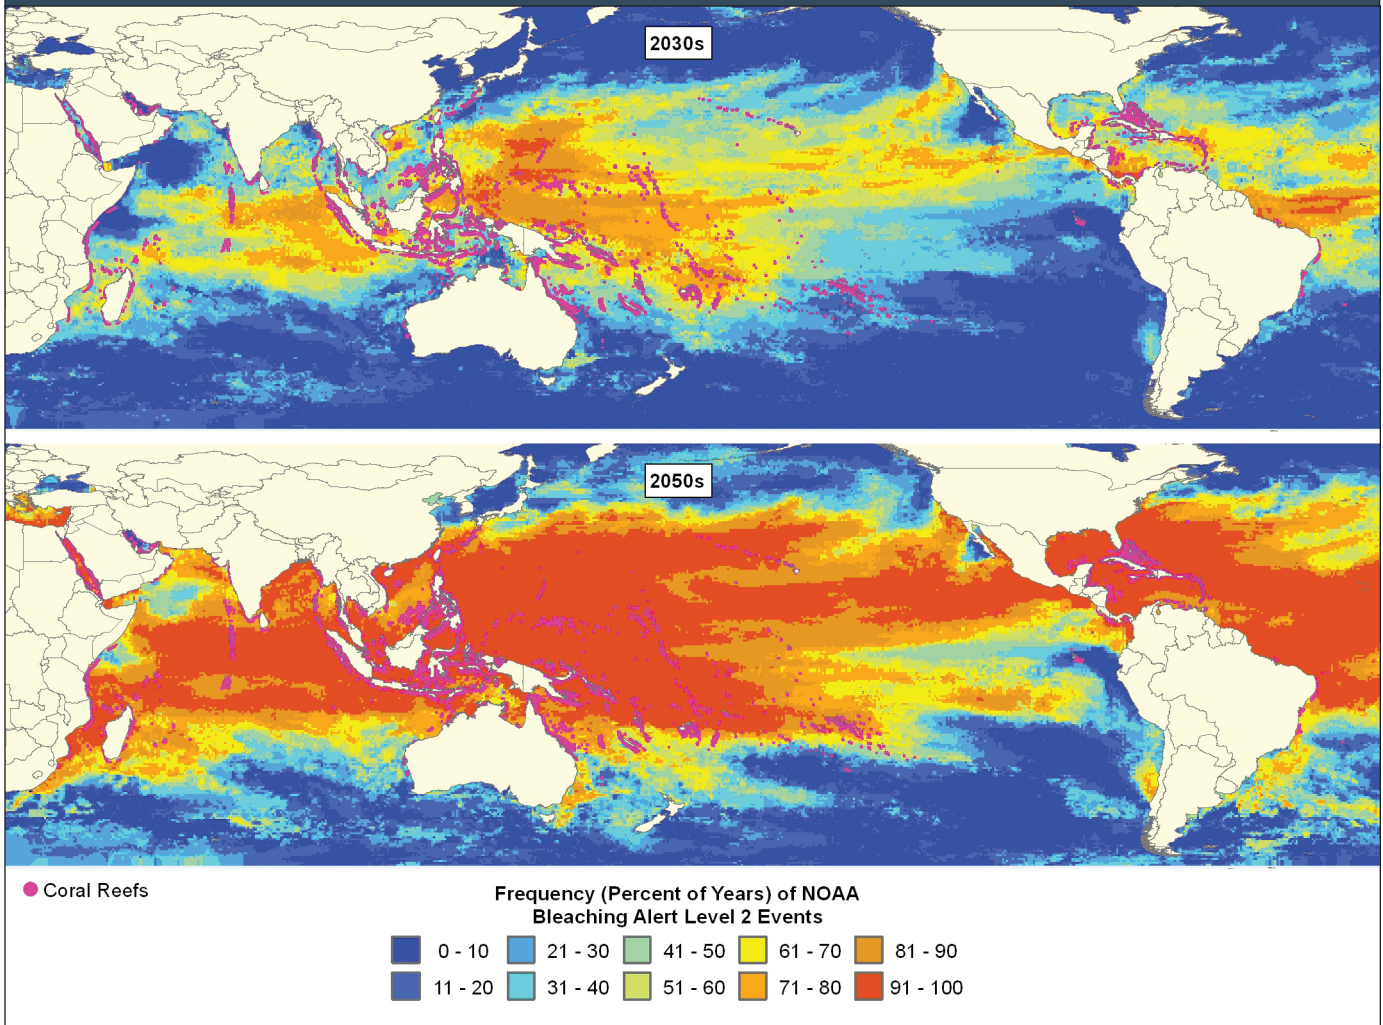 2030s
2050s
Coral Reefs
Frequency (Percent of Years) of NOAA
Bleaching Alert Level 2 Events
0 - 10 21 - 30 41 - 50 61 - 70 81 - 90
11 - 20 31 - 40 51 - 60 71 - 80 91 - 100